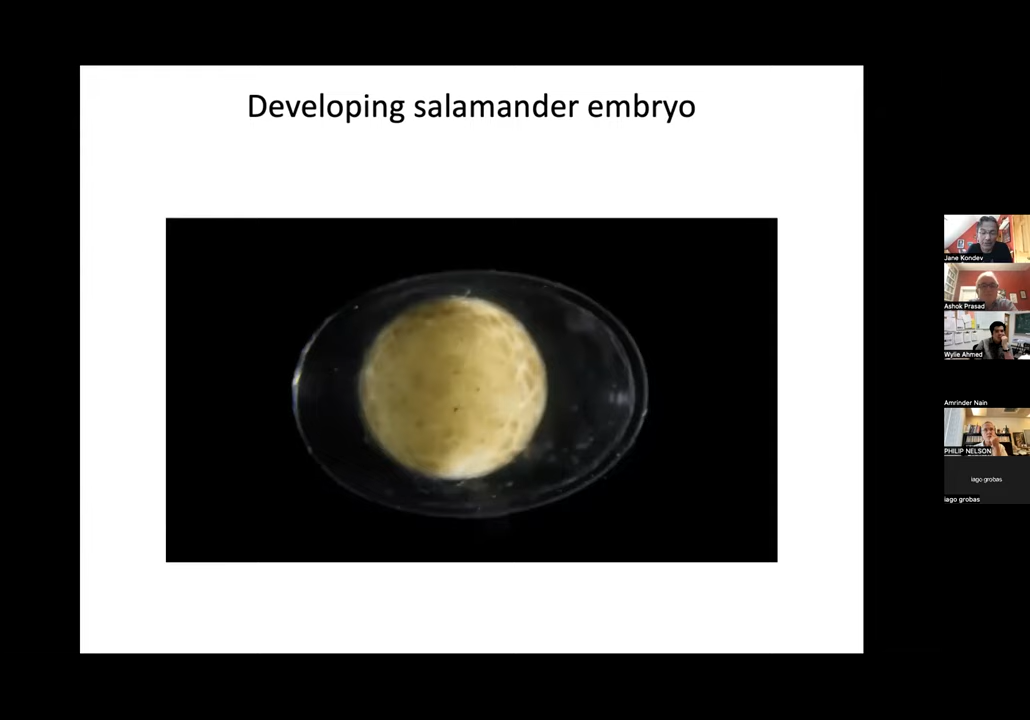 Developing salamander embryo
Jane Kondev
Ashok Prasad
Wylie Ahmed
Amrinder Nain
PHILIP NELSON
iago grobas
iago grobas